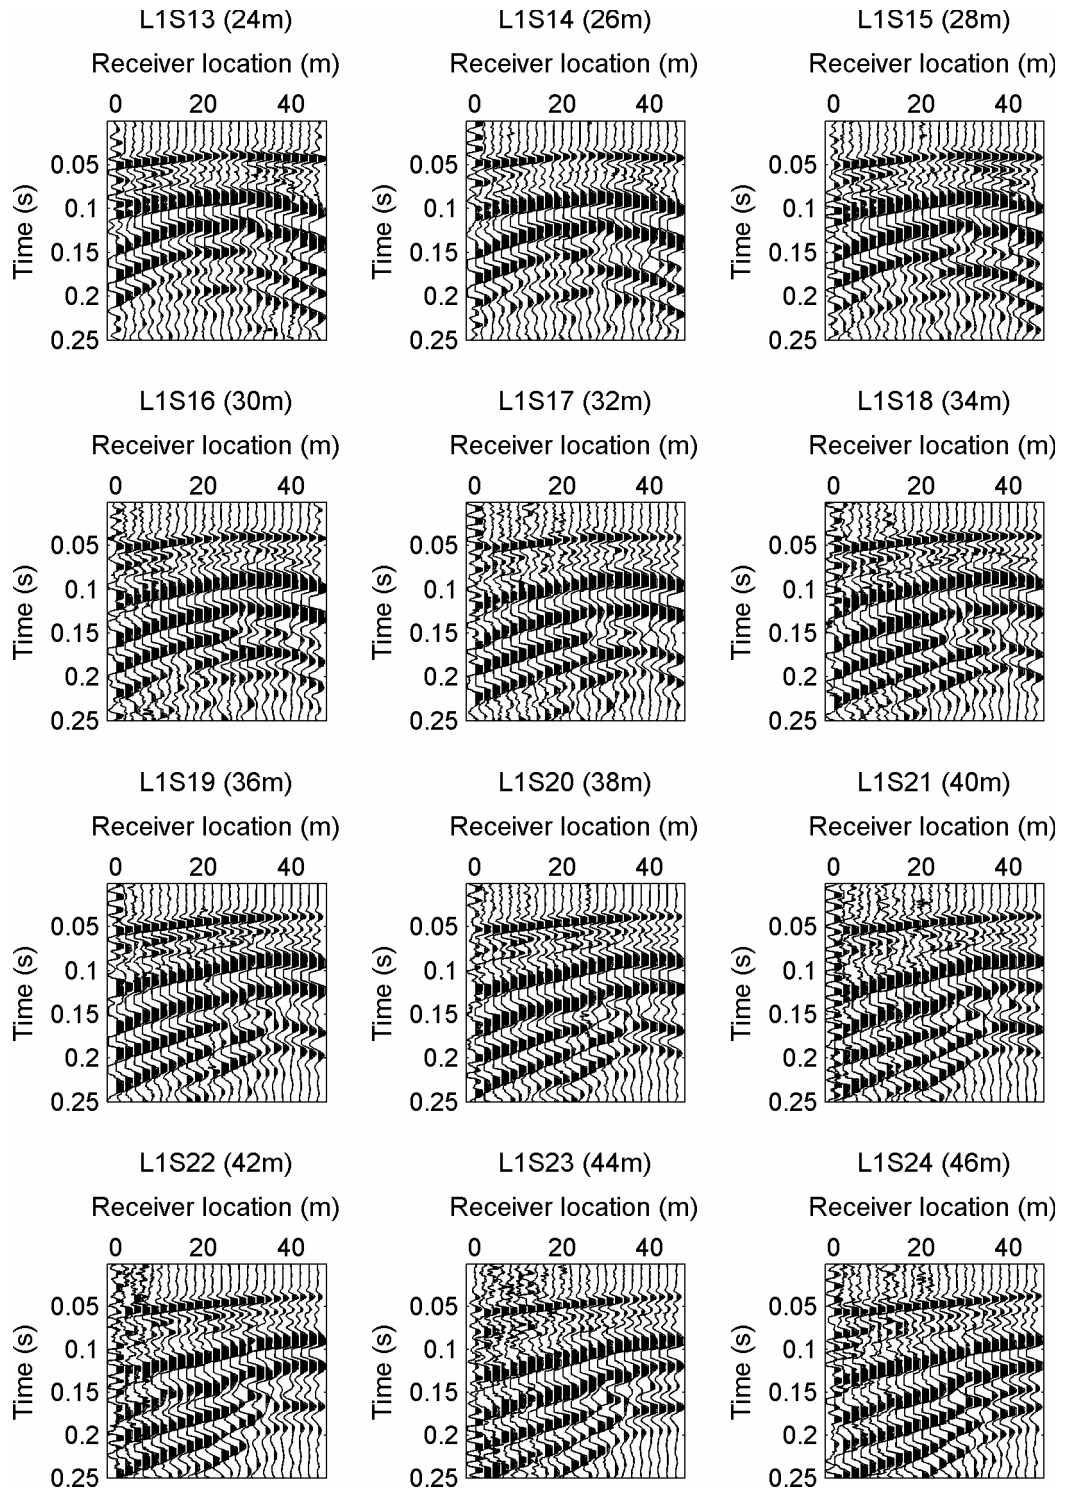 L1S13 (24m) L1S14 (26m) L1S15 (28m)
Receiver location (m) Receiver location (m) Receiver location (m)
0 20 40 0 20 40 0 20 40
Time (s) Time (s) Time (s)
0.05 0.05 0.05
0.1 0.1 0.1
0.15 0.15 0.15
0.2 0.2 0.2
0.25 0.25 0.25
L1S16 (30m) L1S17 (32m) L1S18 (34m)
Receiver location (m) Receiver location (m) Receiver location (m)
0 20 40 0 20 40 0 20 40
Time (s) Time (s) Time (s)
0.05 0.05 0.05
0.1 0.1 0.1
0.15 0.15 0.15
0.2 0.2 0.2
0.25 0.25 0.25
L1S19 (36m) L1S20 (38m) L1S21 (40m)
Receiver location (m) Receiver location (m) Receiver location (m)
0 20 40 0 20 40 0 20 40
Time (s) Time (s) Time (s)
0.05 0.05 0.05
0.1 0.1 0.1
0.15 0.15 0.15
0.2 0.2 0.2
0.25 0.25 0.25
L1S22 (42m) L1S23 (44m) L1S24 (46m)
Receiver location (m) Receiver location (m) Receiver location (m)
0 20 40 0 20 40 0 20 40
Time (s) Time (s) Time (s)
0.05 0.05 0.05
0.1 0.1 0.1
0.15 0.15 0.15
0.2 0.2 0.2
0.25 0.25 0.25